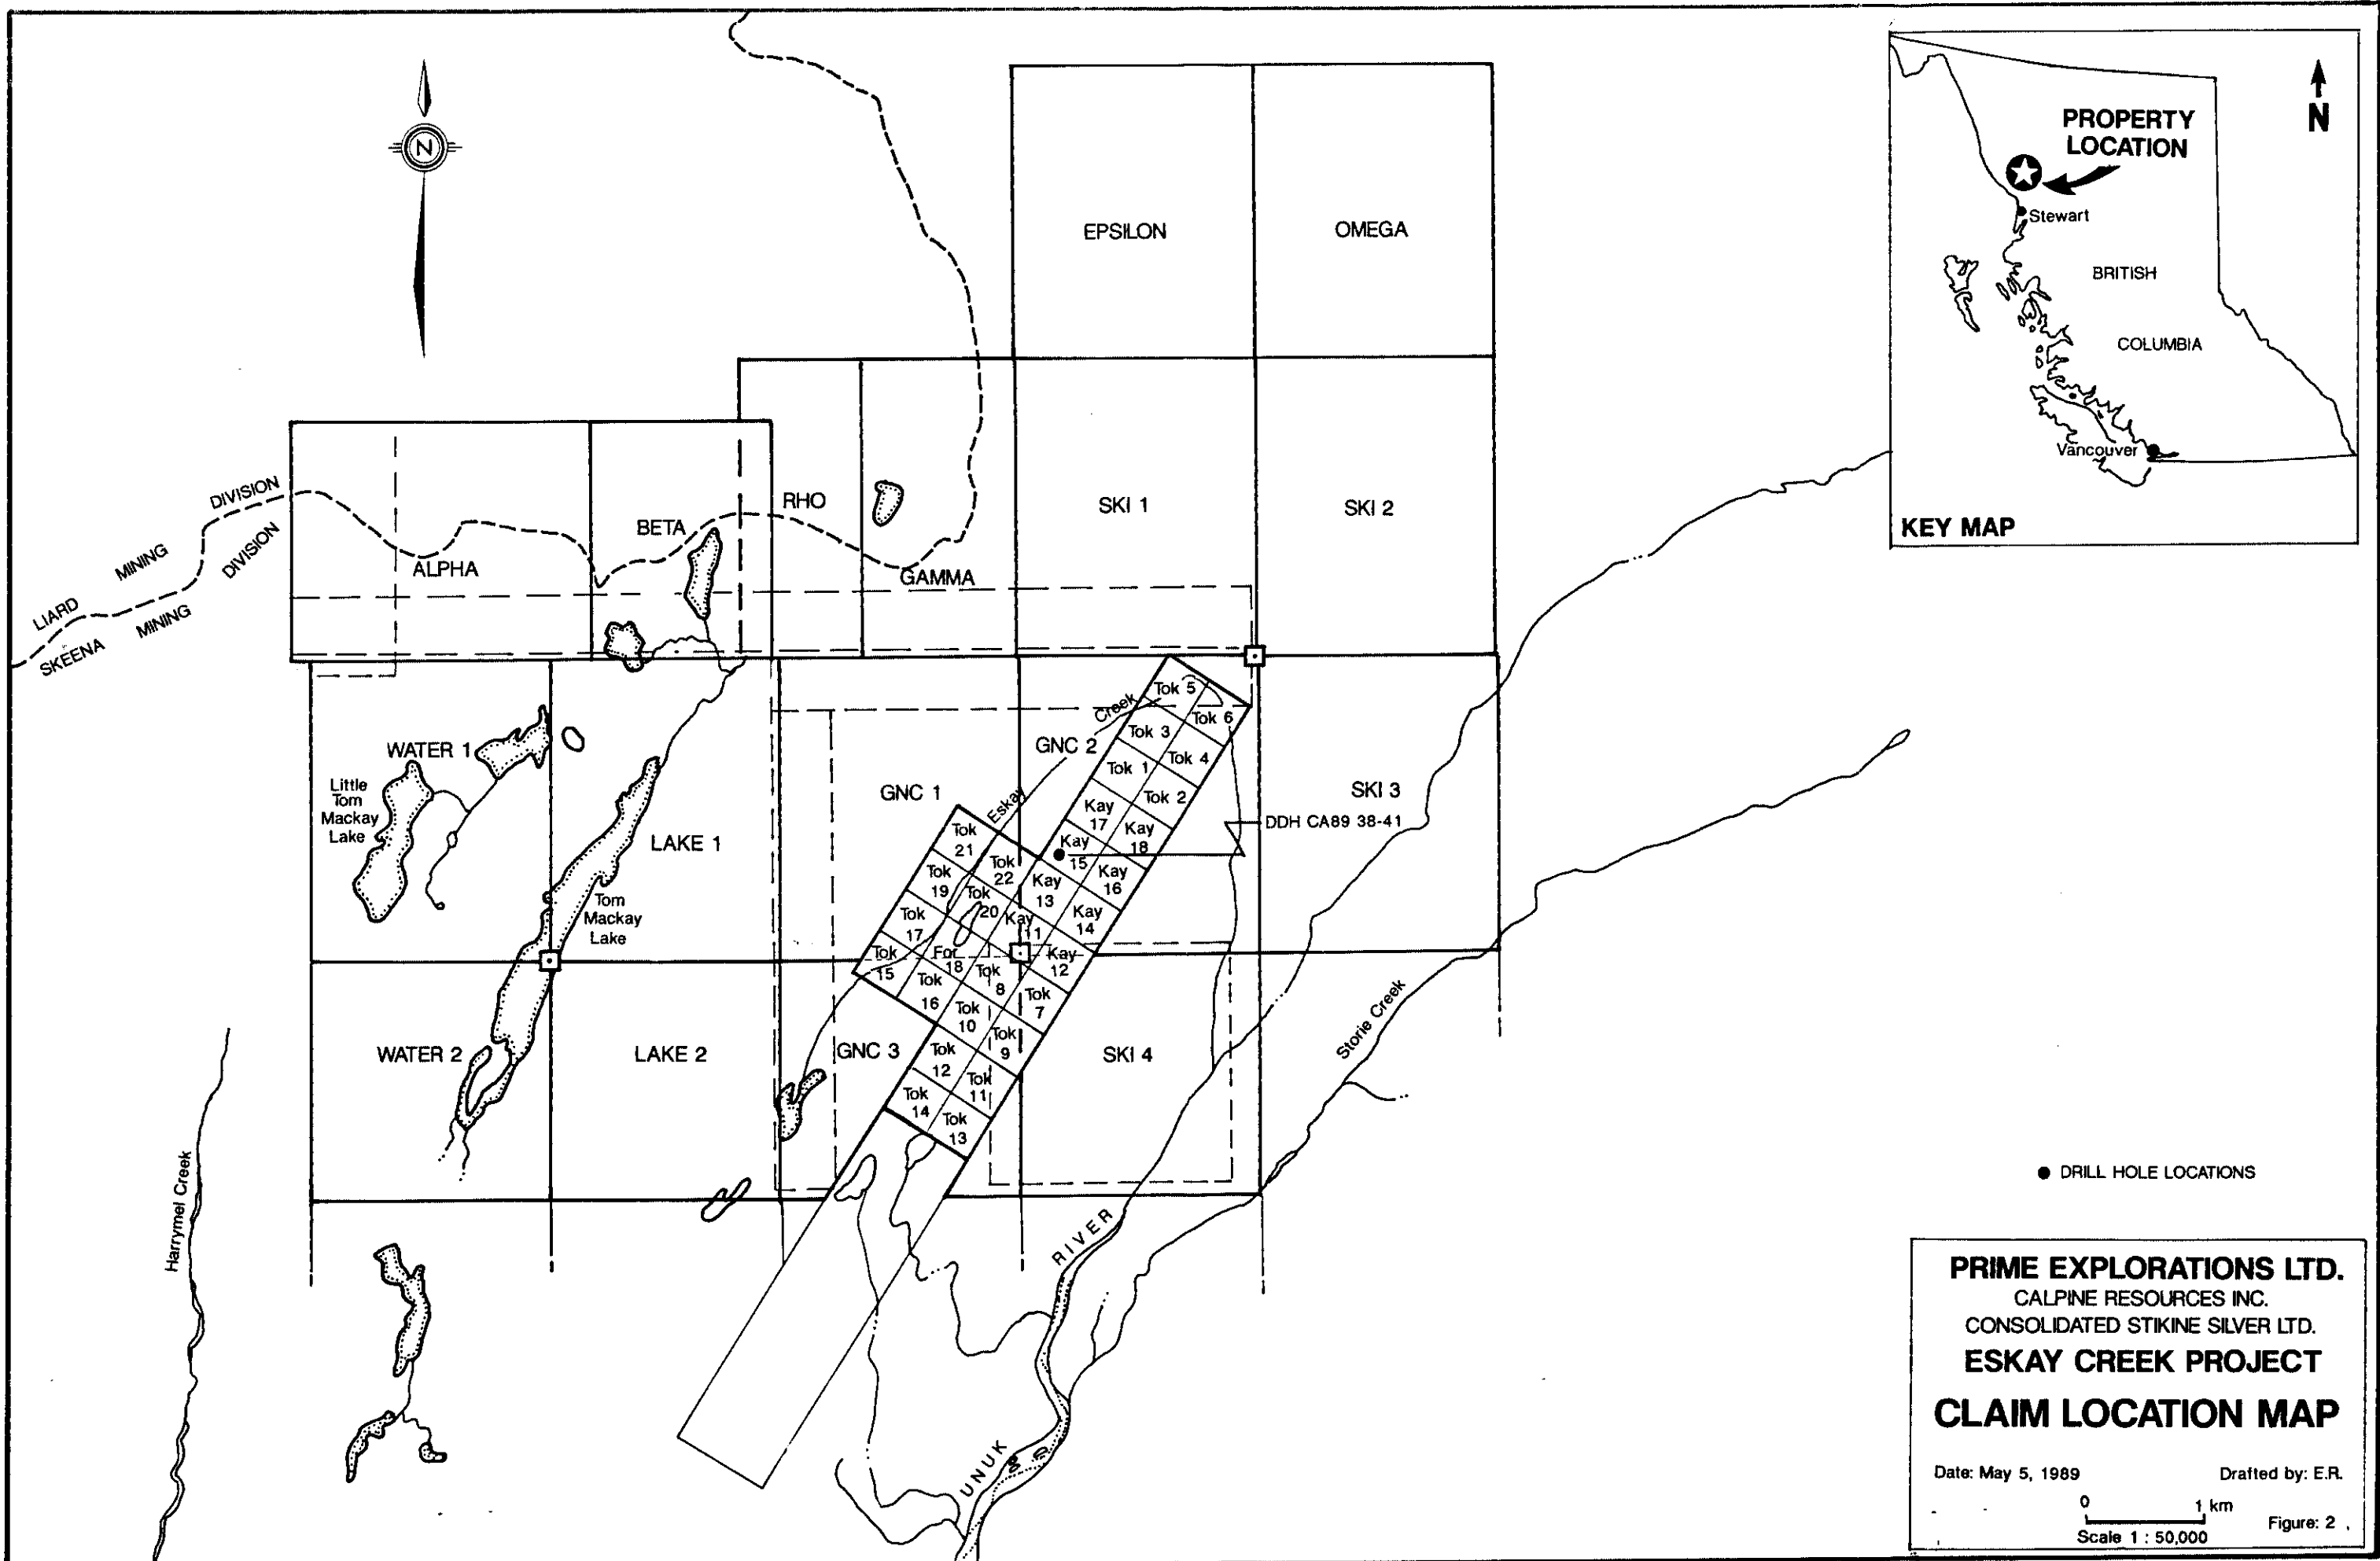 N
EPSILON
OMEGA
PROPERTY
LOCATION
N
Stewart
BRITISH
COLUMBIA
Vancouver
KEY MAP
LIARD MINING DIVISION
SKEENA MINING DIVISION
ALPHA
BETA
RHO
GAMMA
SKI 1
SKI 2
WATER 1
Little
Tom
Mackay
Lake
LAKE 1
Tom
Mackay
Lake
GNC 1
GNC 2
Eskay Creek
SKI 3
DDH CA89 38-41
Tok 5
Tok 6
Tok 3
Tok 4
Tok 1
Tok 2
Kay
17
Kay
18
Kay
15
Kay
16
Kay
13
Kay
14
Kay
11
Kay
12
Tok
21
Tok
22
Tok
19
Tok
20
Tok
17
For
18
Tok
15
Tok
16
Tok
8
Tok
7
Tok
10
Tok
9
Tok
12
Tok
11
Tok
14
Tok
13
WATER 2
LAKE 2
GNC 3
SKI 4
Storie Creek
Harrymel Creek
UNUK RIVER
DRILL HOLE LOCATIONS
PRIME EXPLORATIONS LTD.
CALPINE RESOURCES INC.
CONSOLIDATED STIKINE SILVER LTD.
ESKAY CREEK PROJECT
CLAIM LOCATION MAP
Date: May 5, 1989 Drafted by: E.R.
0 1 km
Scale 1 : 50,000
Figure: 2